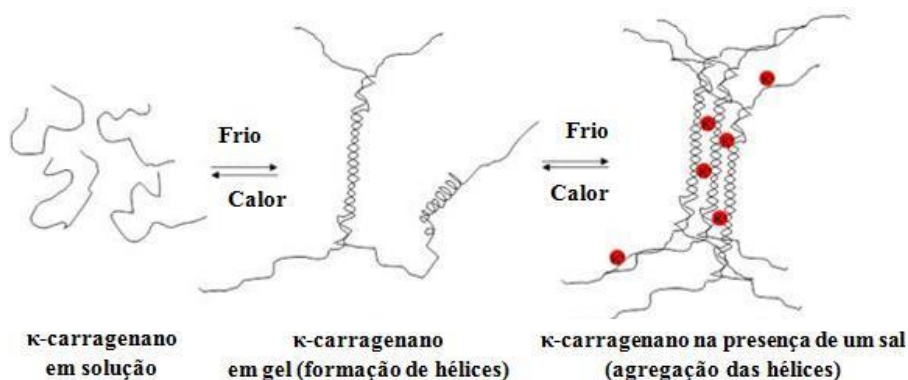 Frio
Calor
Frio
Calor
κ-carragenano
em solução
κ-carragenano
em gel (formação de hélices)
κ-carragenano na presença de um sal
(agregação das hélices)